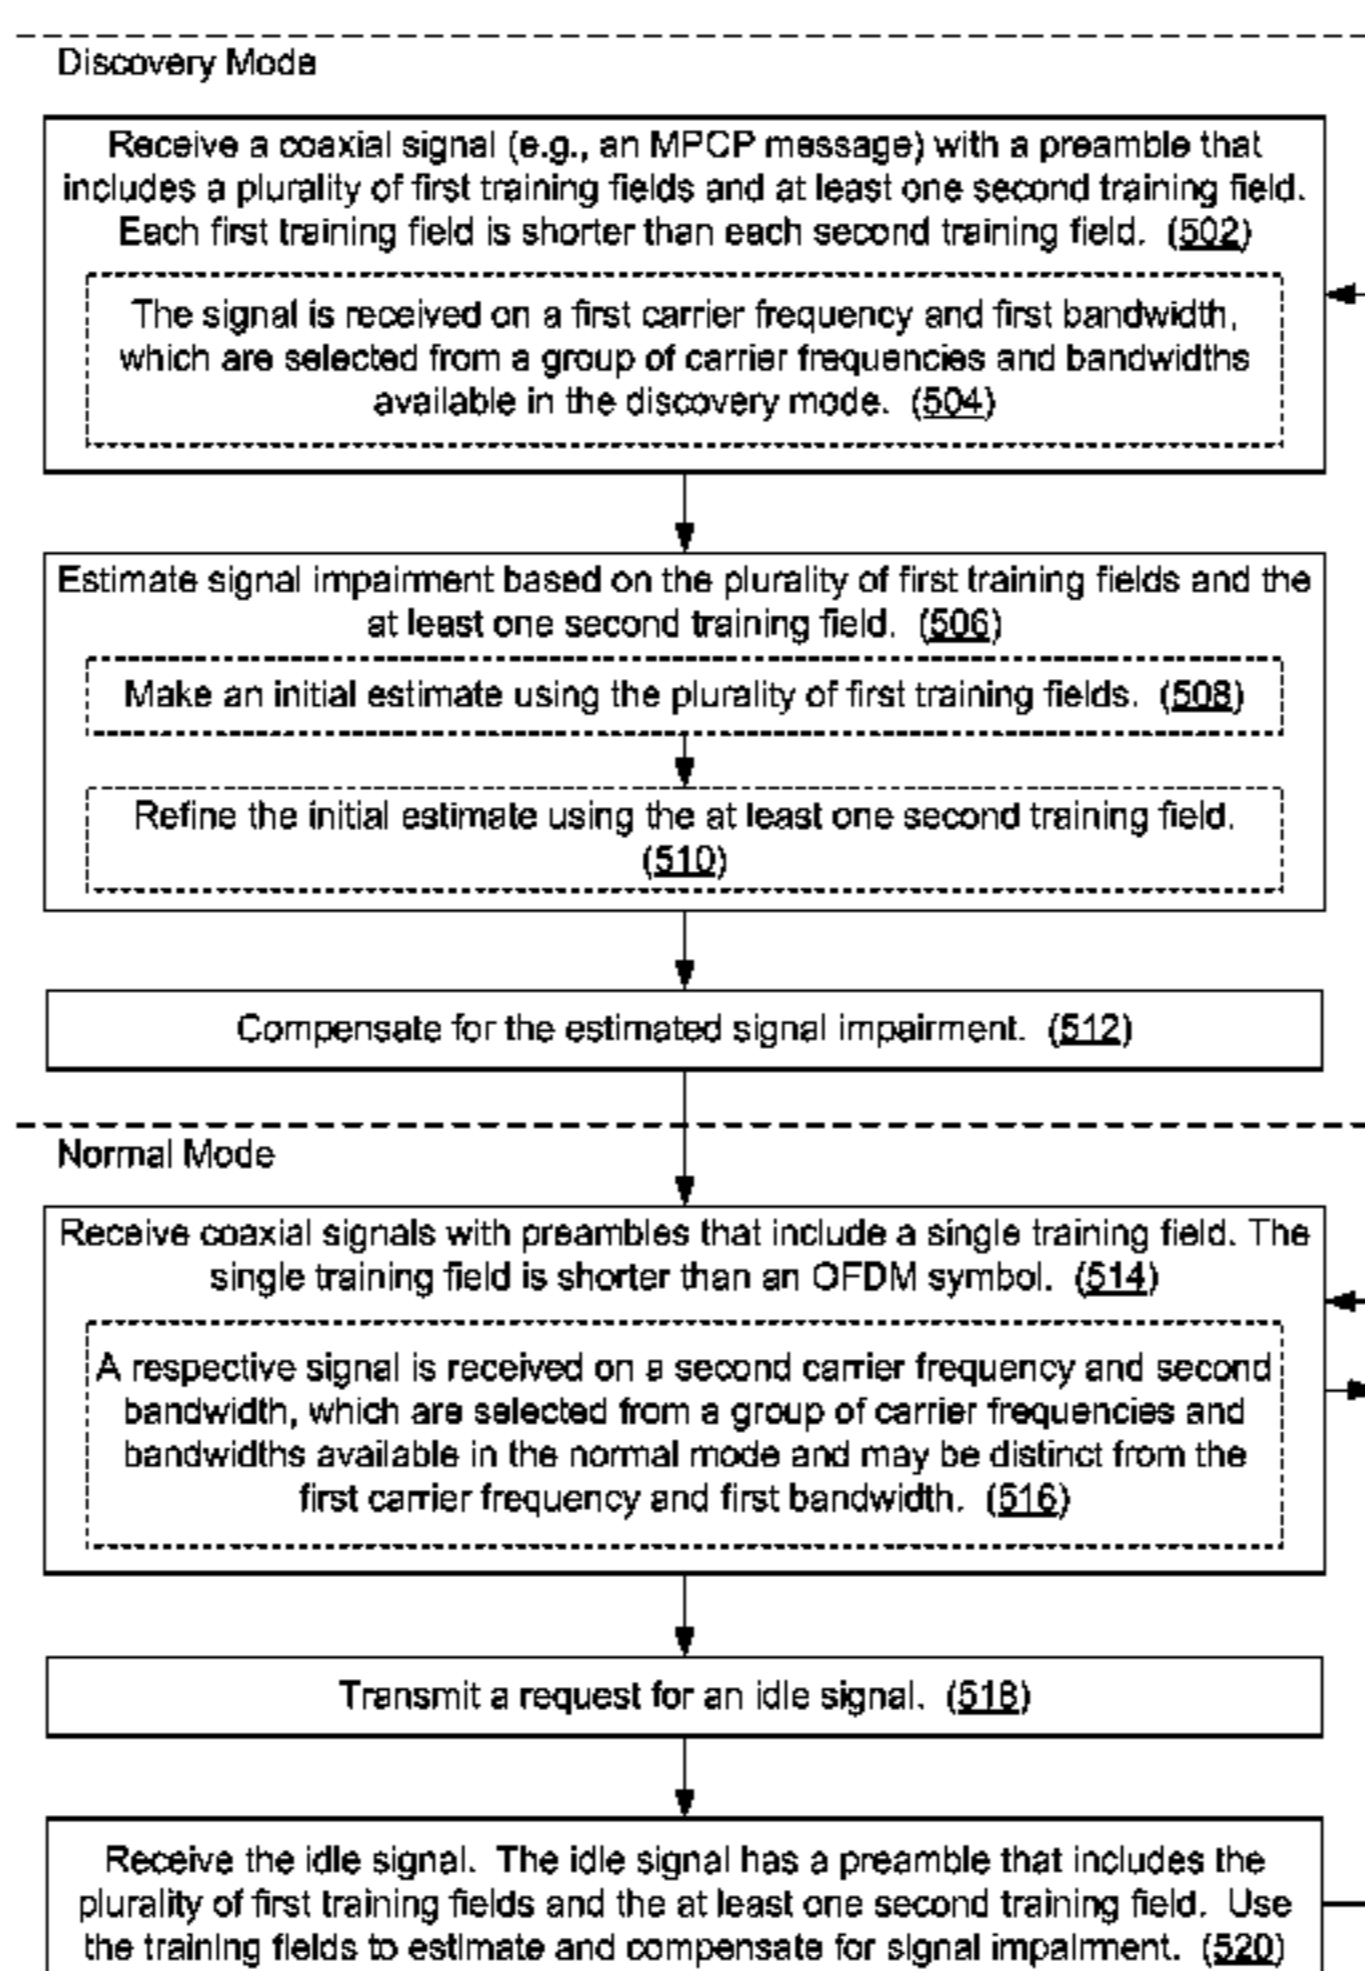 Discovery Mode
Receive a coaxial signal (e.g., an MPCP message) with a preamble that
includes a plurality of first training fields and at least one second training field.
Each first training field is shorter than each second training field. (502)
The signal is received on a first carrier frequency and first bandwidth,
which are selected from a group of carrier frequencies and bandwidths
available in the discovery mode. (504)
Estimate signal impairment based on the plurality of first training fields and the
at least one second training field. (506)
Make an initial estimate using the plurality of first training fields. (508)
Refine the initial estimate using the at least one second training field.
(510)
Compensate for the estimated signal impairment. (512)
Normal Mode
Receive coaxial signals with preambles that include a single training field. The
single training field is shorter than an OFDM symbol. (514)
A respective signal is received on a second carrier frequency and second
bandwidth, which are selected from a group of carrier frequencies and
bandwidths available in the normal mode and may be distinct from the
first carrier frequency and first bandwidth. (516)
Transmit a request for an idle signal. (518)
Receive the idle signal. The idle signal has a preamble that includes the
plurality of first training fields and the at least one second training field. Use
the training fields to estimate and compensate for signal impairment. (520)